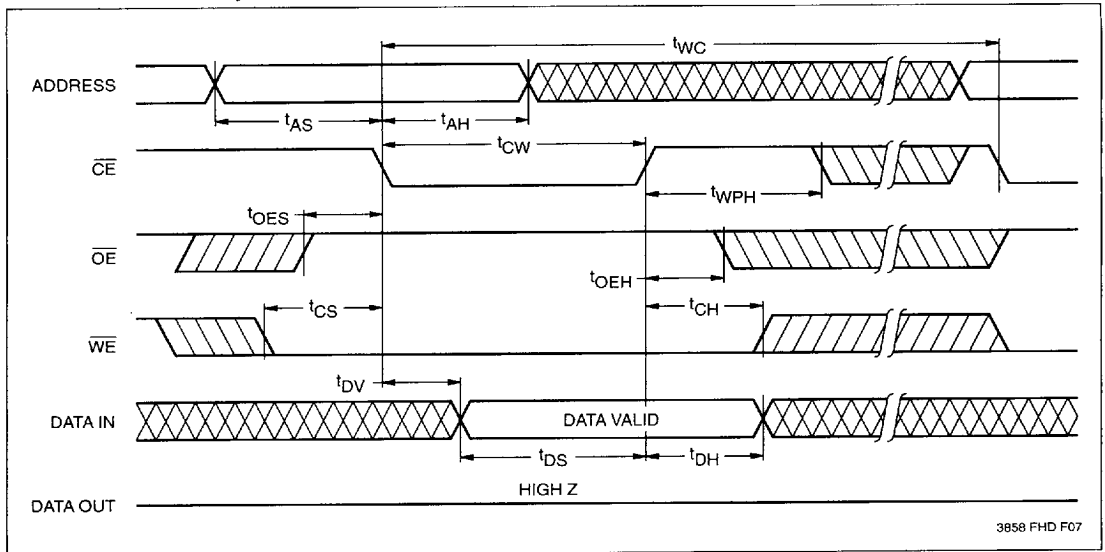 tWC
ADDRESS
tAS
tAH
tCW
CE
tWPH
tOES
OE
tOEH
tCS
tCH
WE
tDV
DATA IN
DATA VALID
tDS
tDH
HIGH Z
DATA OUT
3858 FHD F07